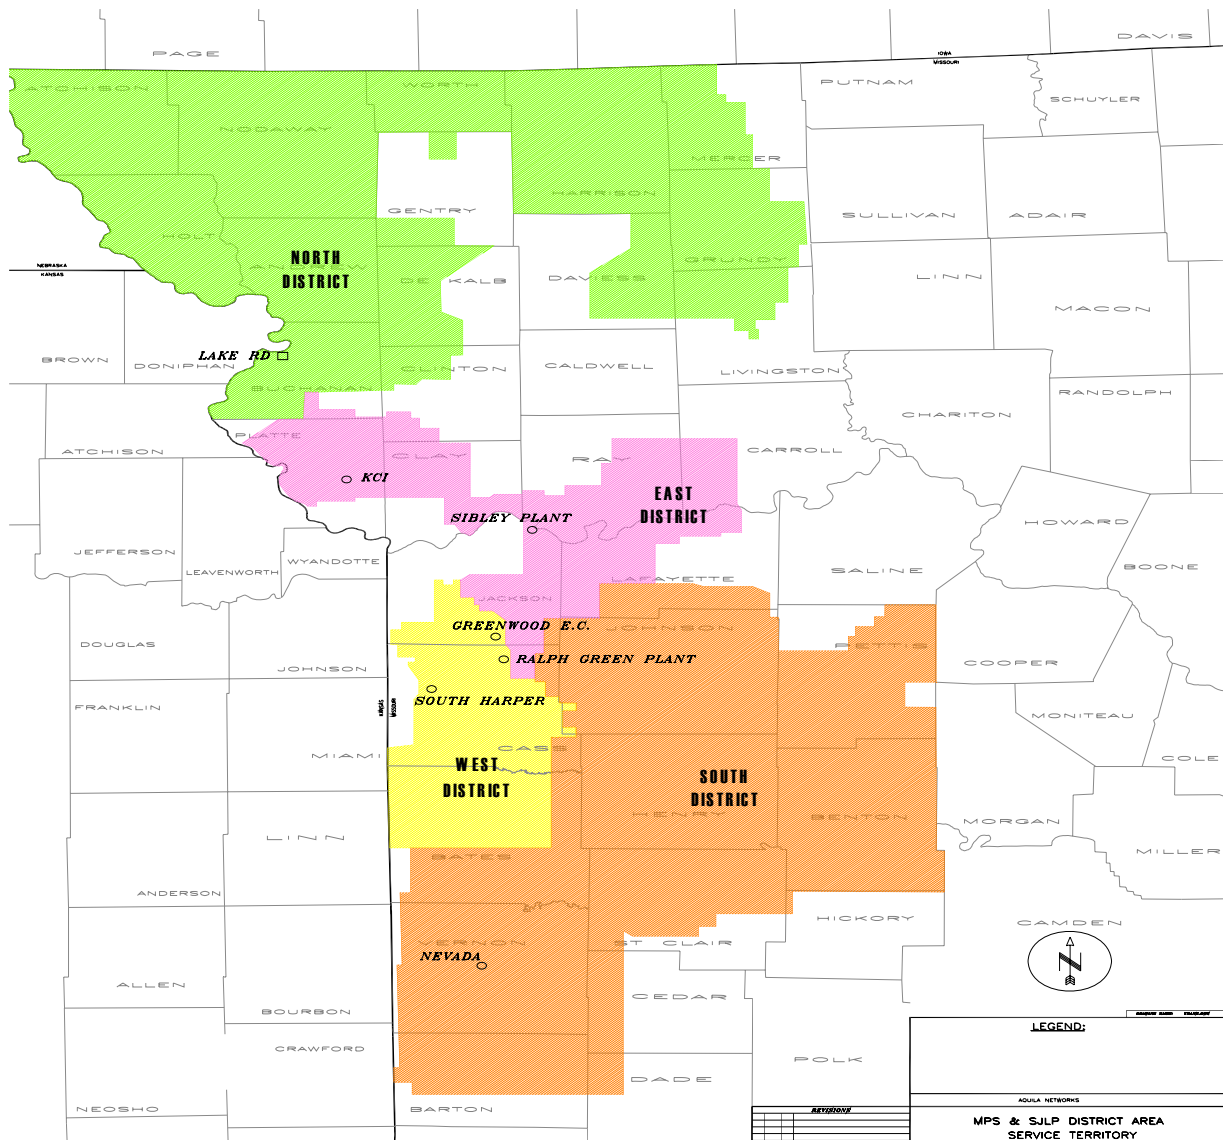 DAVIS
PAGE
IOWA
MISSOURI
PUTNAM
SCHUYLER
ATCHISON
WORTH
NODAWAY
MERCER
HARRISON
GENTRY
SULLIVAN
ADAIR
HOLT
NORTH
DISTRICT
ANDREW
DE KALB
DAVIESS
GRUNDY
LINN
NEBRASKA
KANSAS
MACON
LAKE RD
BROWN
DONIPHAN
BUCHANAN
CLINTON
CALDWELL
LIVINGSTON
RANDOLPH
CHARITON
PLATTE
ATCHISON
CLAY
RAY
CARROLL
KCI
EAST
DISTRICT
SIBLEY PLANT
HOWARD
JEFFERSON
LEAVENWORTH
WYANDOTTE
BOONE
SALINE
LAFAYETTE
JACKSON
GREENWOOD E.C.
JOHNSON
DOUGLAS
PETTIS
RALPH GREEN PLANT
COOPER
JOHNSON
SOUTH HARPER
KANSAS
MISSOURI
FRANKLIN
MONITEAU
MIAMI
CASS
COLE
WEST
DISTRICT
SOUTH
DISTRICT
HENRY
BENTON
MORGAN
LINN
MILLER
BATES
ANDERSON
HICKORY
CAMDEN
VERNON
ST CLAIR
NEVADA
ALLEN
CEDAR
BOURBON
LEGEND:
CRAWFORD
POLK
DADE
AQUILA NETWORKS
NEOSHO
BARTON
REVISIONS
MPS & SJLP DISTRICT AREA
SERVICE TERRITORY